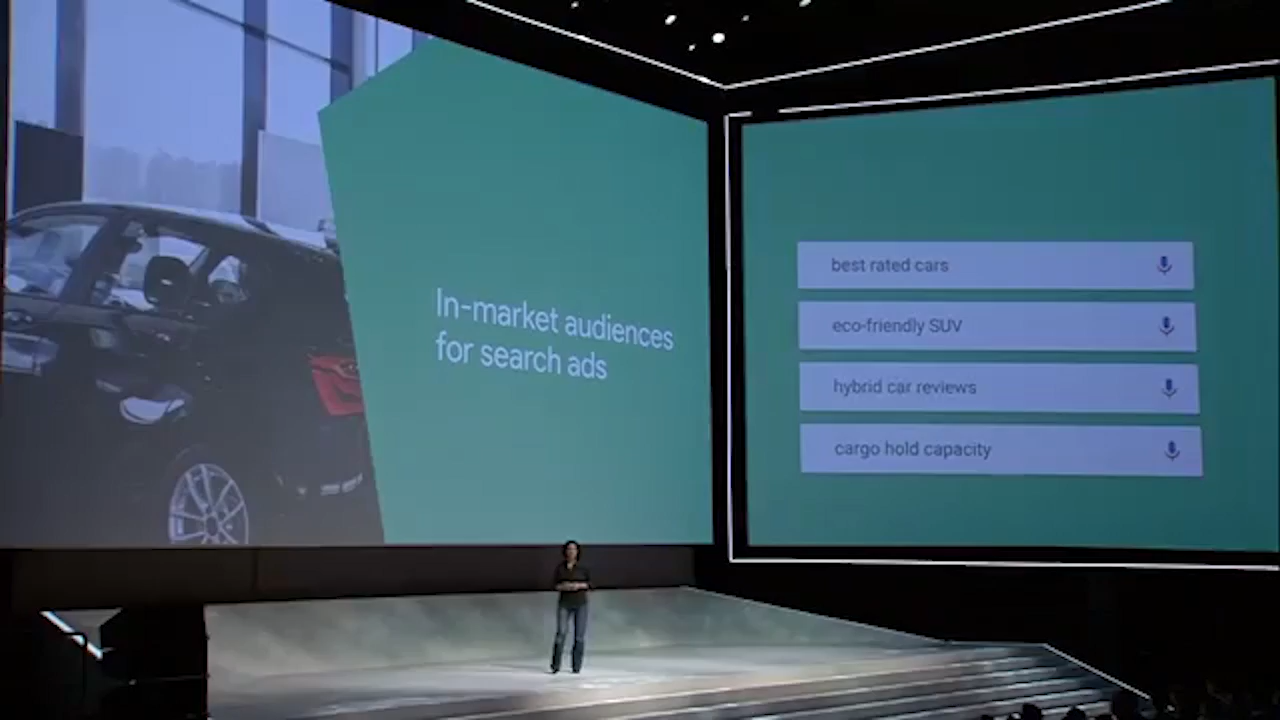 In-market audiences
for search ads
best rated cars
eco-friendly SUV
hybrid car reviews
cargo hold capacity